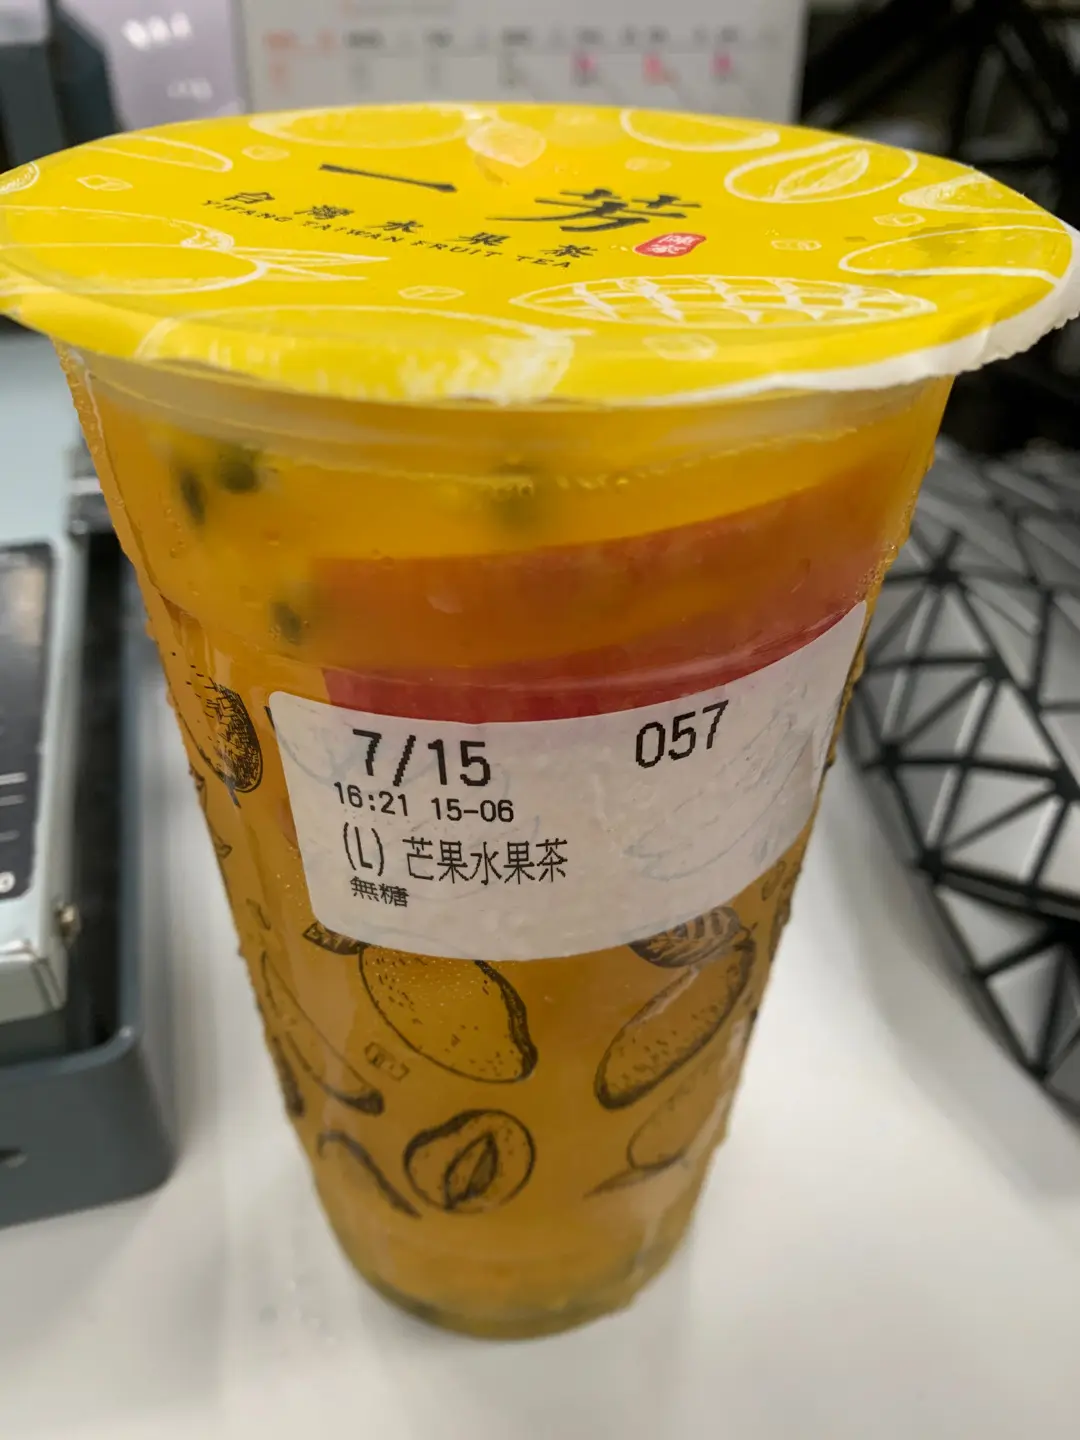 一芳
台灣水果茶
YIFANG TAIWAN FRUIT TEA
7/15 057
16:21 15-06
(L) 芒果水果茶
無糖